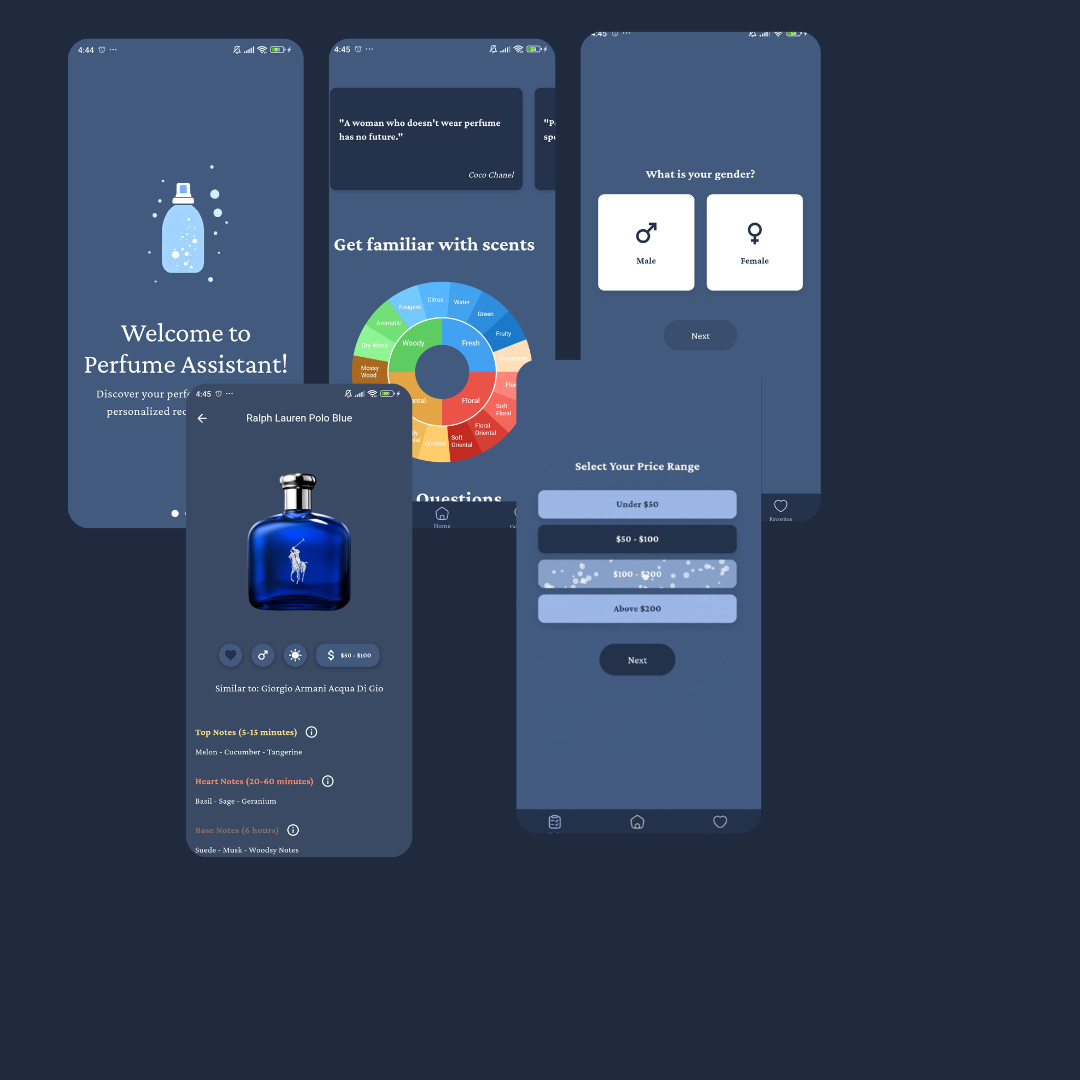 4:44
Welcome to
Perfume Assistant!
Discover your
personalized
4:45
"A woman who doesn't wear perfume
has no future."
Coco Chanel
Get familiar with scents
Fougere
Citrus
Water
Green
Fruity
Aromatic
Dry Wood
Mossy
Wood
Woody
Fresh
Floral
Soft
Floral
Floral
Oriental
Soft
Oriental
Oriental
Questions
Home
4:45
What is your gender?
Male
Female
Next
Favorites
4:45
Ralph Lauren Polo Blue
$50 - $100
Similar to: Giorgio Armani Acqua Di Gio
Top Notes (5-15 minutes)
Melon - Cucumber - Tangerine
Heart Notes (20-60 minutes)
Basil - Sage - Geranium
Base Notes (6 hours)
Suede - Musk - Woodsy Notes
Select Your Price Range
Under $50
$50 - $100
$100 - $200
Above $200
Next